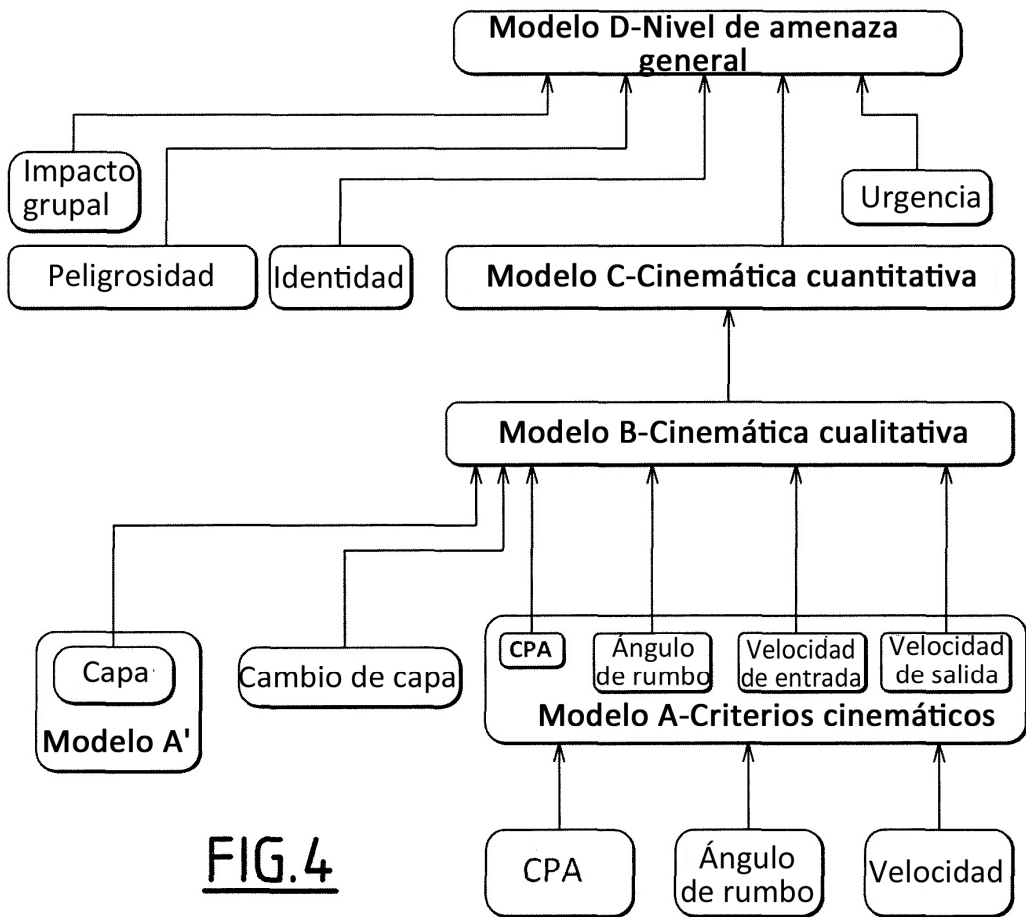 Modelo D-Nivel de amenaza
general
Impacto
grupal
Urgencia
Peligrosidad
Identidad
Modelo C-Cinemática cuantitativa
Modelo B-Cinemática cualitativa
Capa
Modelo A'
Cambio de capa
CPA
Ángulo
de rumbo
Velocidad
de entrada
Velocidad
de salida
Modelo A-Criterios cinemáticos
CPA
Ángulo
de rumbo
Velocidad
FIG.4